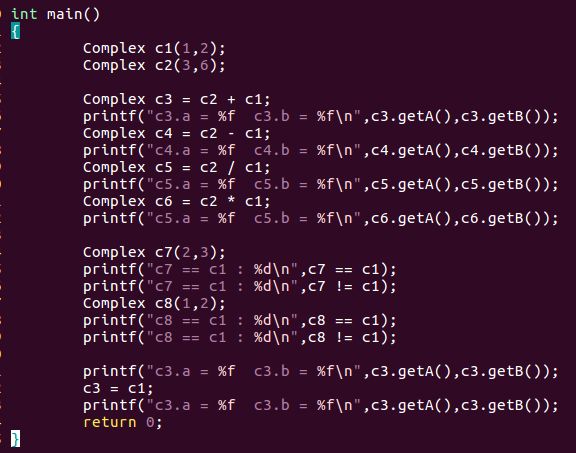 int main()
{
Complex c1(1,2);
Complex c2(3,6);
Complex c3 = c2 + c1;
printf("c3.a = %f  c3.b = %f\n",c3.getA(),c3.getB());
Complex c4 = c2 - c1;
printf("c4.a = %f  c4.b = %f\n",c4.getA(),c4.getB());
Complex c5 = c2 / c1;
printf("c5.a = %f  c5.b = %f\n",c5.getA(),c5.getB());
Complex c6 = c2 * c1;
printf("c5.a = %f  c5.b = %f\n",c6.getA(),c6.getB());
Complex c7(2,3);
printf("c7 == c1 : %d\n",c7 == c1);
printf("c7 == c1 : %d\n",c7 != c1);
Complex c8(1,2);
printf("c8 == c1 : %d\n",c8 == c1);
printf("c8 == c1 : %d\n",c8 != c1);
printf("c3.a = %f  c3.b = %f\n",c3.getA(),c3.getB());
c3 = c1;
printf("c3.a = %f  c3.b = %f\n",c3.getA(),c3.getB());
return 0;
}